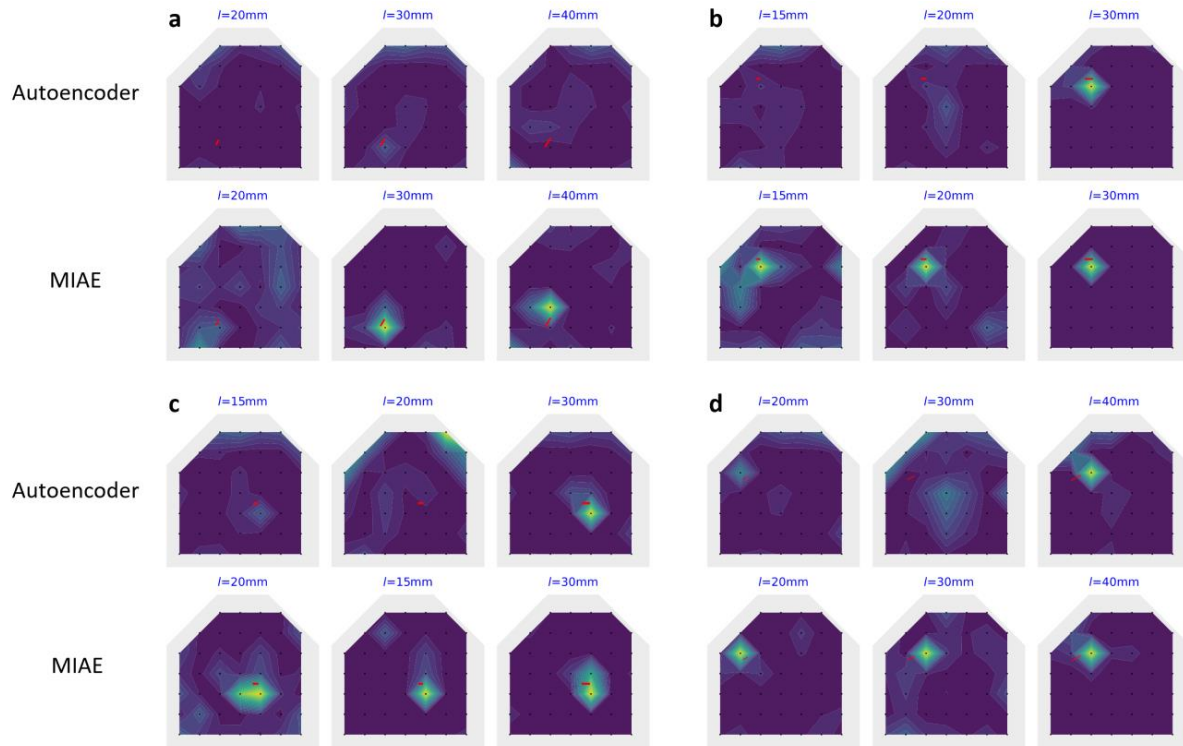 a l=20mm l=30mm l=40mm b l=15mm l=20mm l=30mm
Autoencoder
l=20mm l=30mm l=40mm l=15mm l=20mm l=30mm
MIAE
c l=15mm l=20mm l=30mm d l=20mm l=30mm l=40mm
Autoencoder
l=20mm l=15mm l=30mm l=20mm l=30mm l=40mm
MIAE